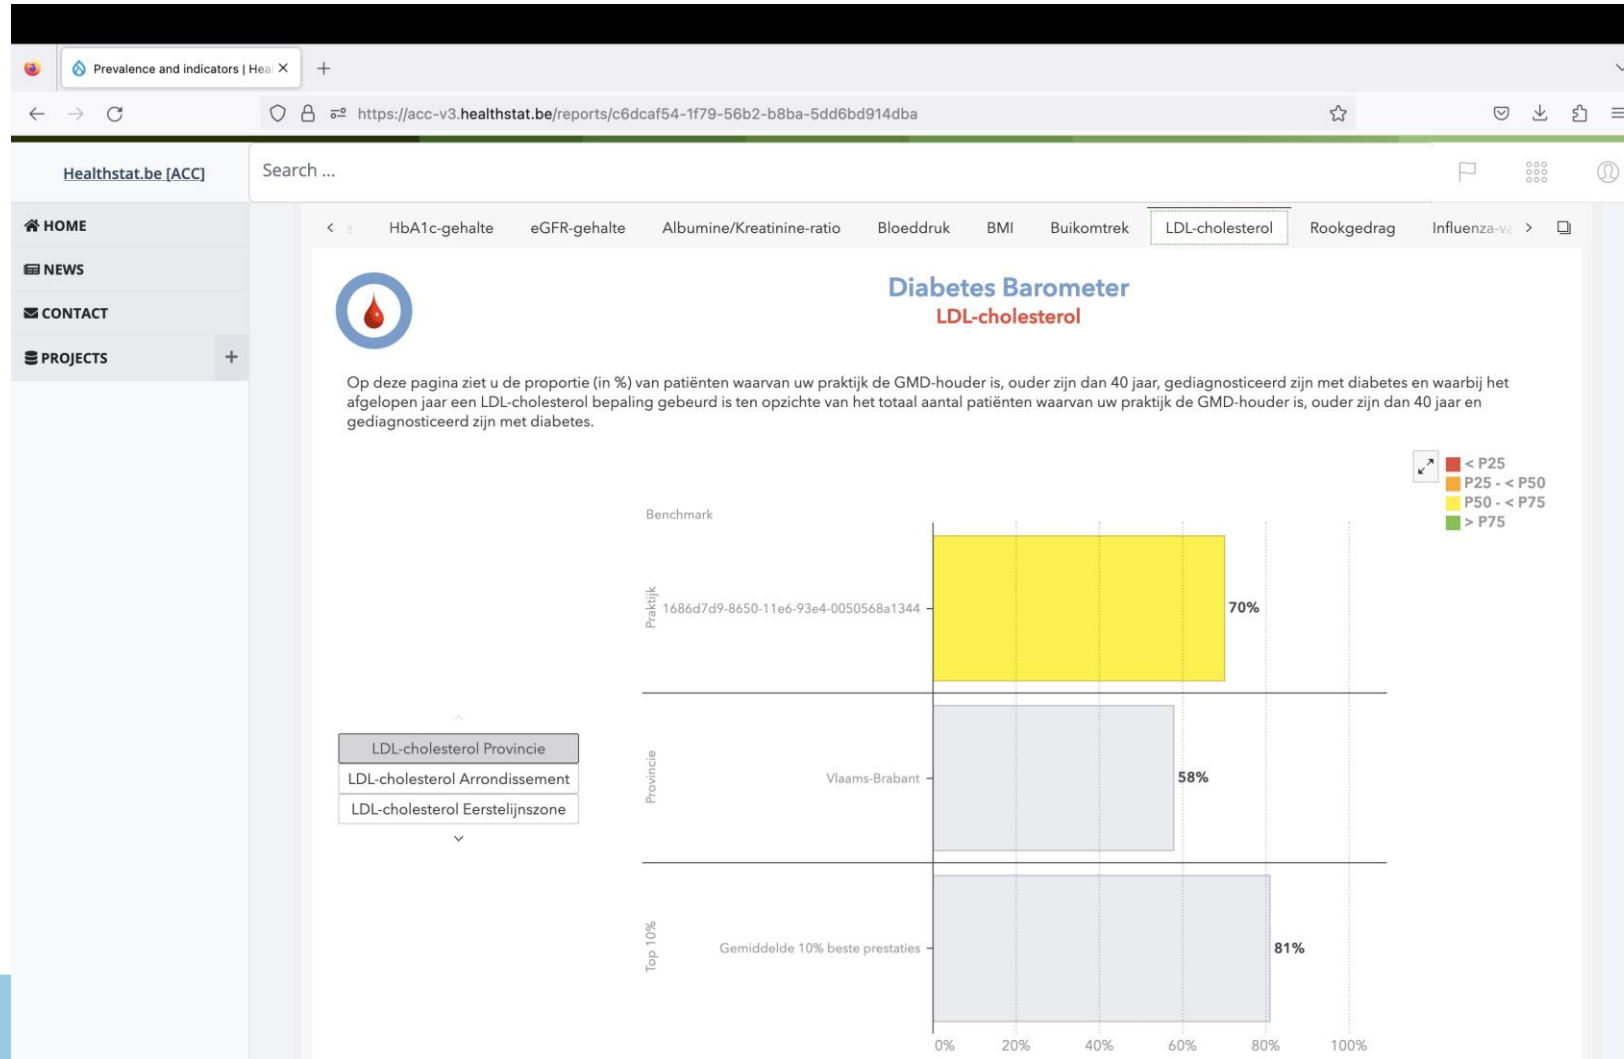 Prevalence and indicators | Hea
https://acc-v3.healthstat.be/reports/c6dcaf54-1f79-56b2-b8ba-5dd6bd914dba
Healthstat.be [ACC]
Search ...
HOME
NEWS
CONTACT
PROJECTS
HbA1c-gehalte eGFR-gehalte Albumine/Kreatinine-ratio Bloeddruk BMI Buikomtrek LDL-cholesterol Rookgedrag Influenza-va
Diabetes Barometer
LDL-cholesterol
Op deze pagina ziet u de proportie (in %) van patiënten waarvan uw praktijk de GMD-houder is, ouder zijn dan 40 jaar, gediagnosticeerd zijn met diabetes en waarbij het
afgelopen jaar een LDL-cholesterol bepaling gebeurd is ten opzichte van het totaal aantal patiënten waarvan uw praktijk de GMD-houder is, ouder zijn dan 40 jaar en
gediagnosticeerd zijn met diabetes.
< P25
P25 - < P50
P50 - < P75
> P75
Benchmark
Praktijk
1686d7d9-8650-11e6-93e4-0050568a1344
70%
LDL-cholesterol Provincie
LDL-cholesterol Arrondissement
LDL-cholesterol Eerstelijnszone
Provincie
Vlaams-Brabant
58%
Top 10%
Gemiddelde 10% beste prestaties
81%
0% 20% 40% 60% 80% 100%